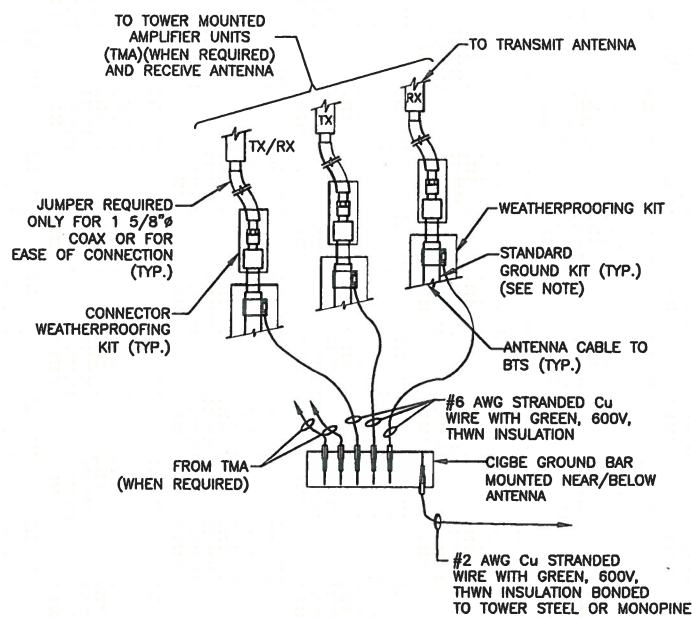 TO TOWER MOUNTED
AMPLIFIER UNITS
(TMA)(WHEN REQUIRED)
AND RECEIVE ANTENNA
TO TRANSMIT ANTENNA
RX
TX
TX/RX
JUMPER REQUIRED
ONLY FOR 1 5/8"ø
COAX OR FOR
EASE OF CONNECTION
(TYP.)
WEATHERPROOFING KIT
STANDARD
GROUND KIT (TYP.)
(SEE NOTE)
CONNECTOR
WEATHERPROOFING
KIT (TYP.)
ANTENNA CABLE TO
BTS (TYP.)
#6 AWG STRANDED Cu
WIRE WITH GREEN, 600V,
THWN INSULATION
FROM TMA
(WHEN REQUIRED)
CIGBE GROUND BAR
MOUNTED NEAR/BELOW
ANTENNA
#2 AWG Cu STRANDED
WIRE WITH GREEN, 600V,
THWN INSULATION BONDED
TO TOWER STEEL OR MONOPINE